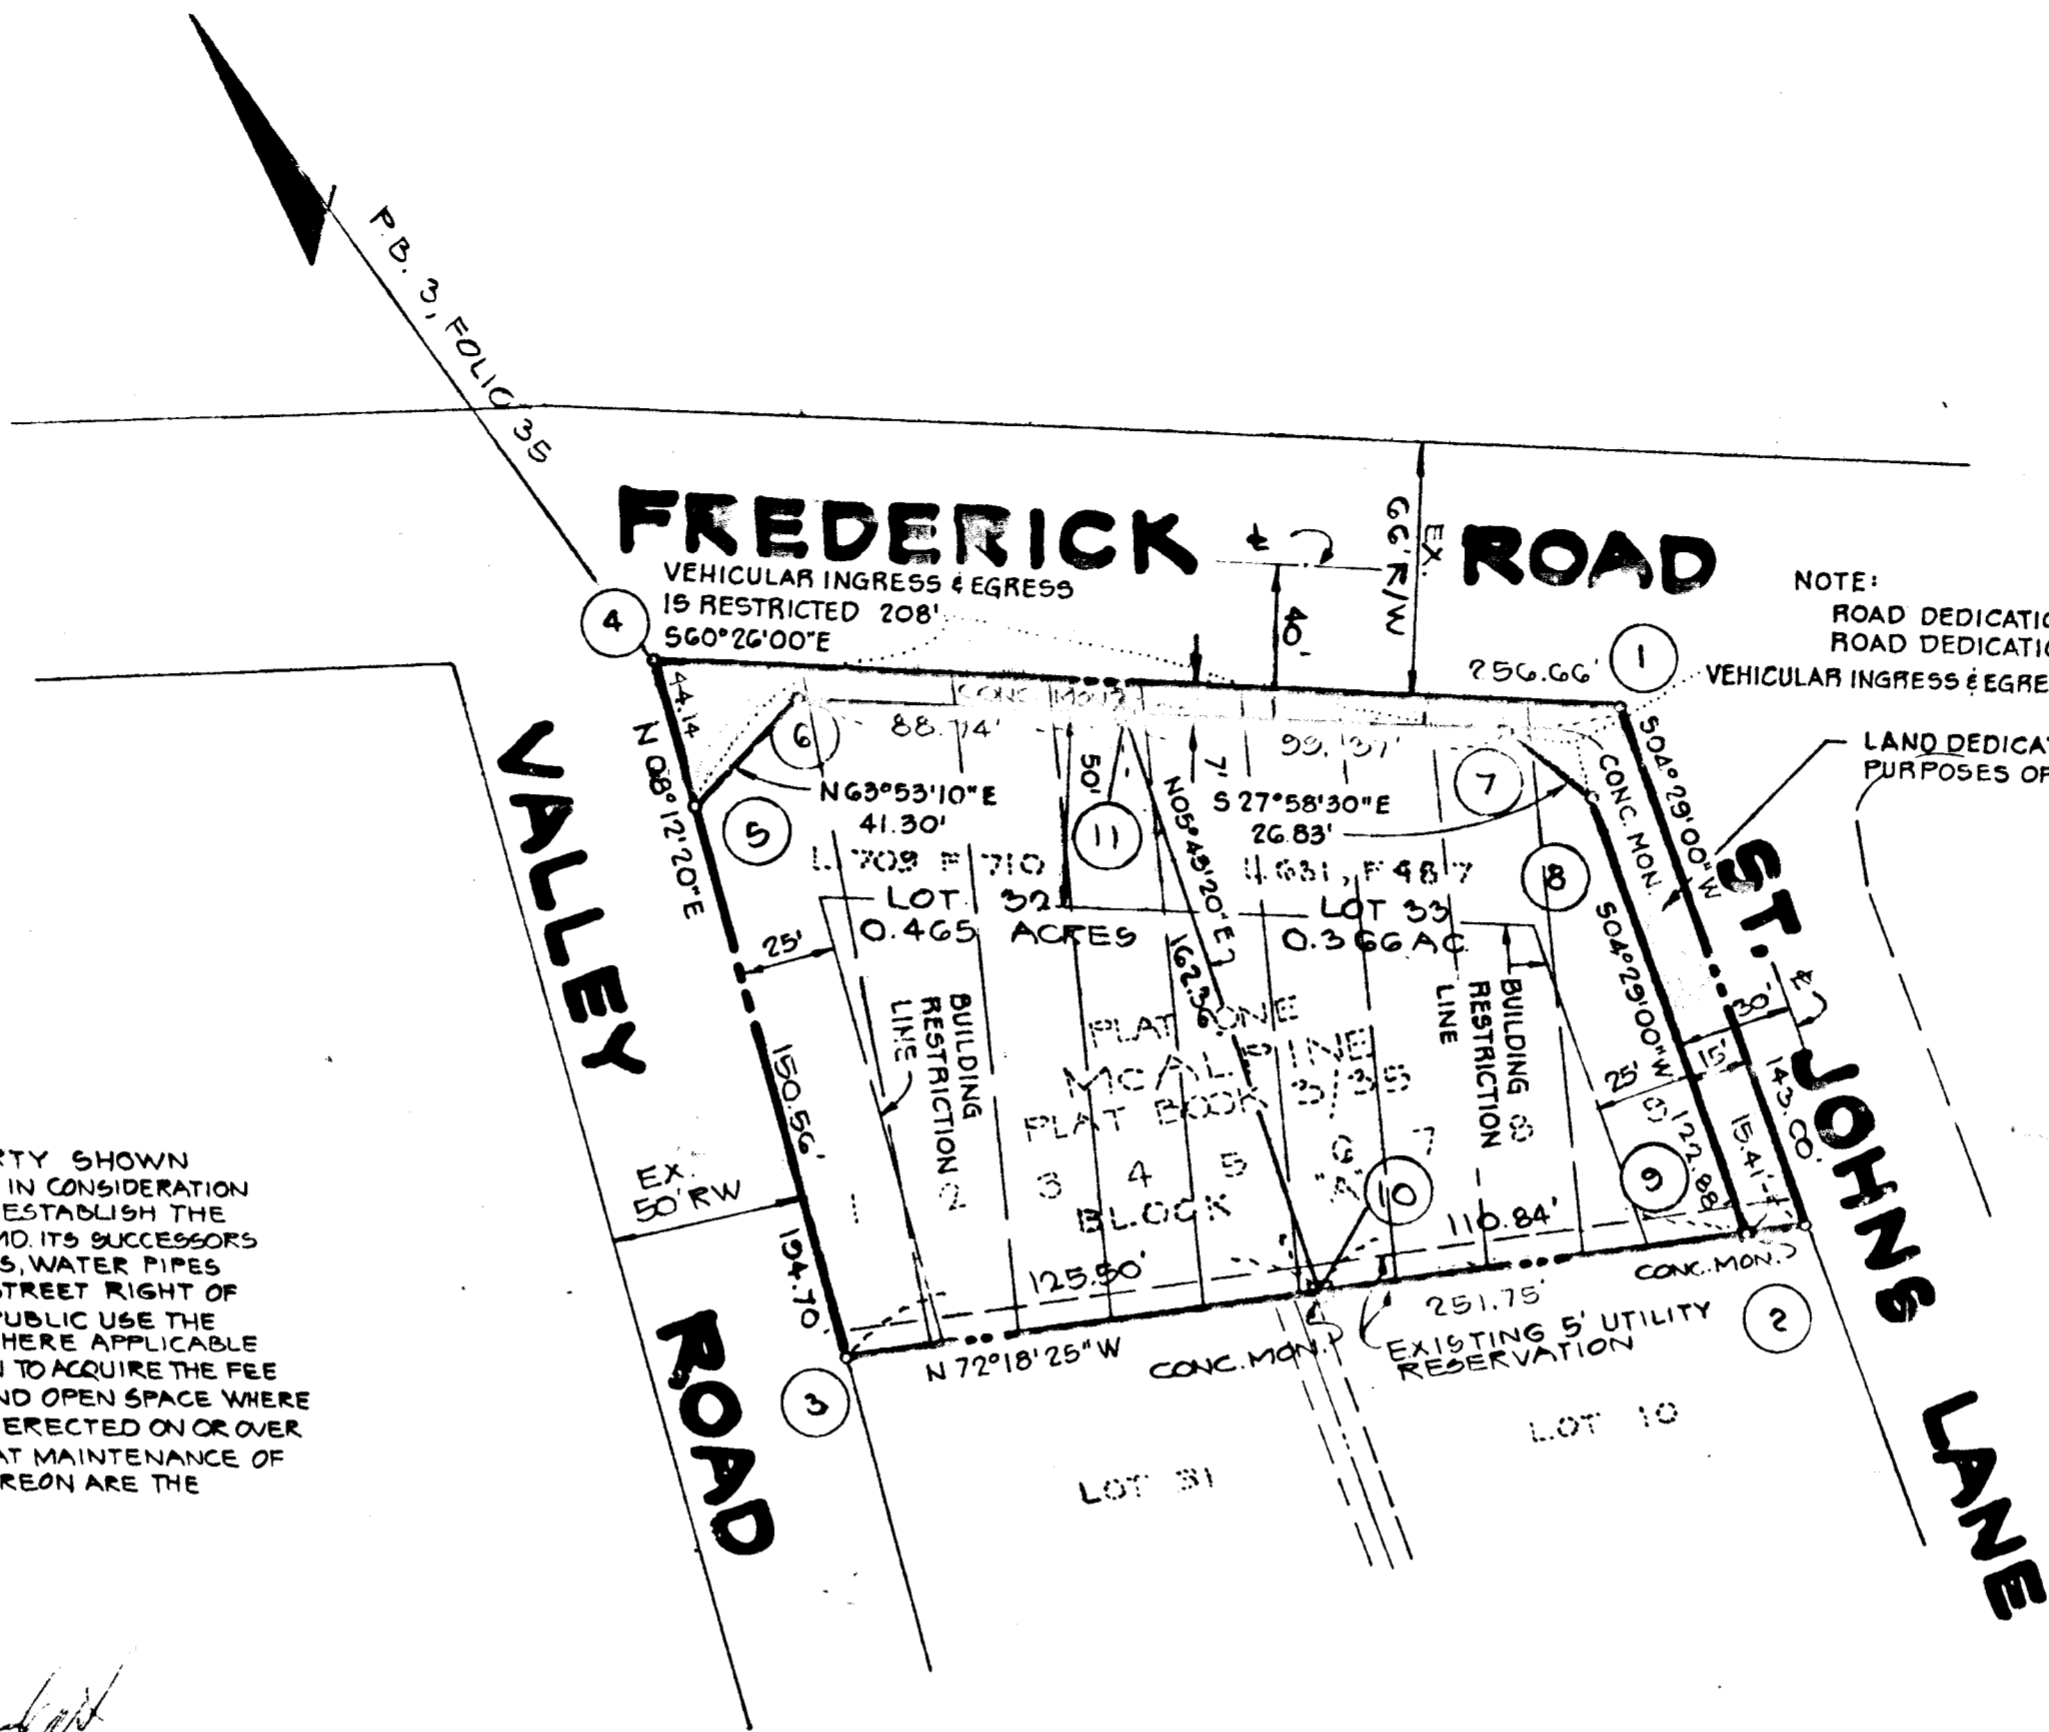 P.B. 3, FOLIO 35
FREDERICK ROAD
EX.
66' R/W
40'
VEHICULAR INGRESS & EGRESS
IS RESTRICTED 208'
S60°26'00"E
256.66'
4
1
NOTE:
ROAD DEDICATIO
ROAD DEDICATIO
VEHICULAR INGRESS & EGRE
LAND DEDICAT
PURPOSES OF
44.14
N08°12'20"E
CONC. MON.
6
88.74'
99.37'
7
50'
7'
N63°53'10"E
41.30'
5
11
N05°49'20"E
162.36'
S27°58'30"E
26.83'
8
CONC. MON.
S04°29'00"W
L. 709 F 710
LOT 32
0.465 ACRES
L. 631, F 487
LOT 33
0.366 AC.
25'
S04°29'00"W
VALLEY
ROAD
ST. JOHNS LANE
BUILDING
RESTRICTION
LINE
BUILDING
RESTRICTION
LINE
PLAT ONE
MCALPINE
PLAT BOOK 3/35
2
3
4
5
6
7
8
BLOCK "A"
30'
15'
25'
143.08'
122.88'
15.41'
9
10
150.56'
194.70'
EX.
50' RW
125.50'
110.84'
251.75'
CONC. MON.
2
3
N72°18'25"W
CONC. MON.
EXISTING 5' UTILITY
RESERVATION
LOT 31
LOT 10
RTY SHOWN
IN CONSIDERATION
ESTABLISH THE
MD. ITS SUCCESSORS
S, WATER PIPES
STREET RIGHT OF
PUBLIC USE THE
HERE APPLICABLE
N TO ACQUIRE THE FEE
ND OPEN SPACE WHERE
ERECTED ON OR OVER
AT MAINTENANCE OF
REON ARE THE